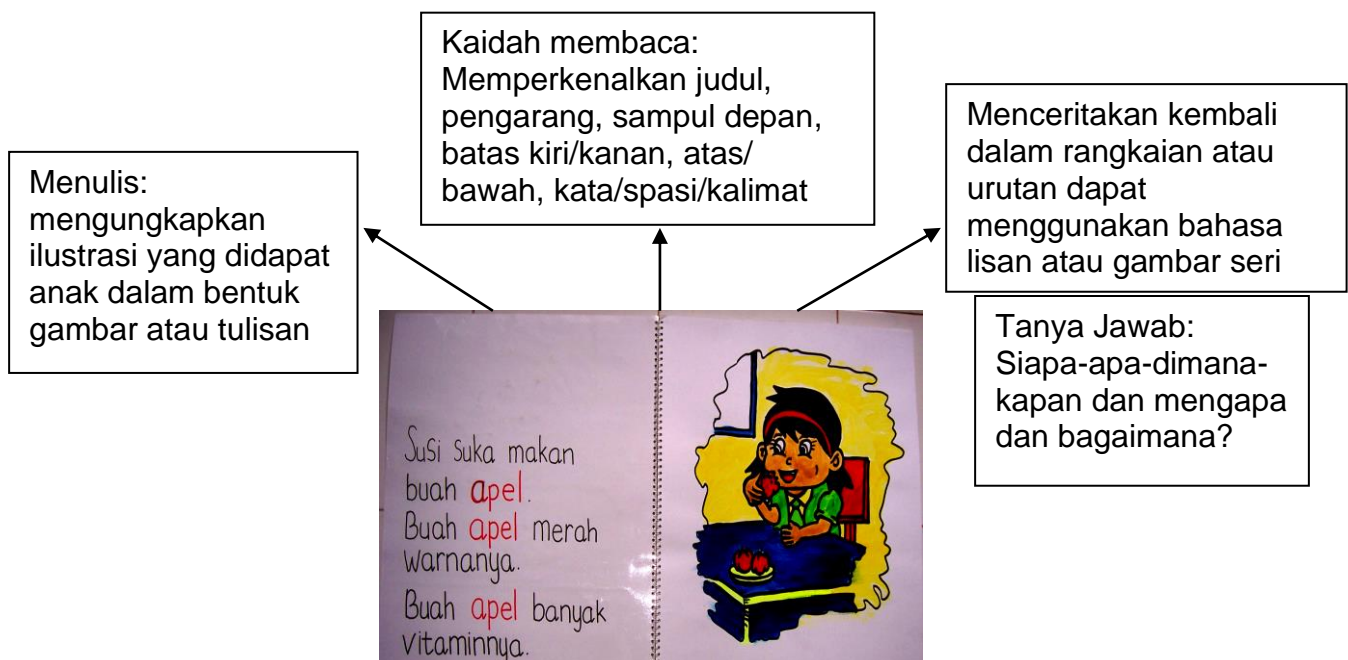 Kaidah membaca:
Memperkenalkan judul,
pengarang, sampul depan,
batas kiri/kanan, atas/
bawah, kata/spasi/kalimat
Menulis:
mengungkapkan
ilustrasi yang didapat
anak dalam bentuk
gambar atau tulisan
Menceritakan kembali
dalam rangkaian atau
urutan dapat
menggunakan bahasa
lisan atau gambar seri
Tanya Jawab:
Siapa-apa-dimana-
kapan dan mengapa
dan bagaimana?
Susi suka makan
buah apel.
Buah apel merah
warnanya.
Buah apel banyak
vitaminnya.